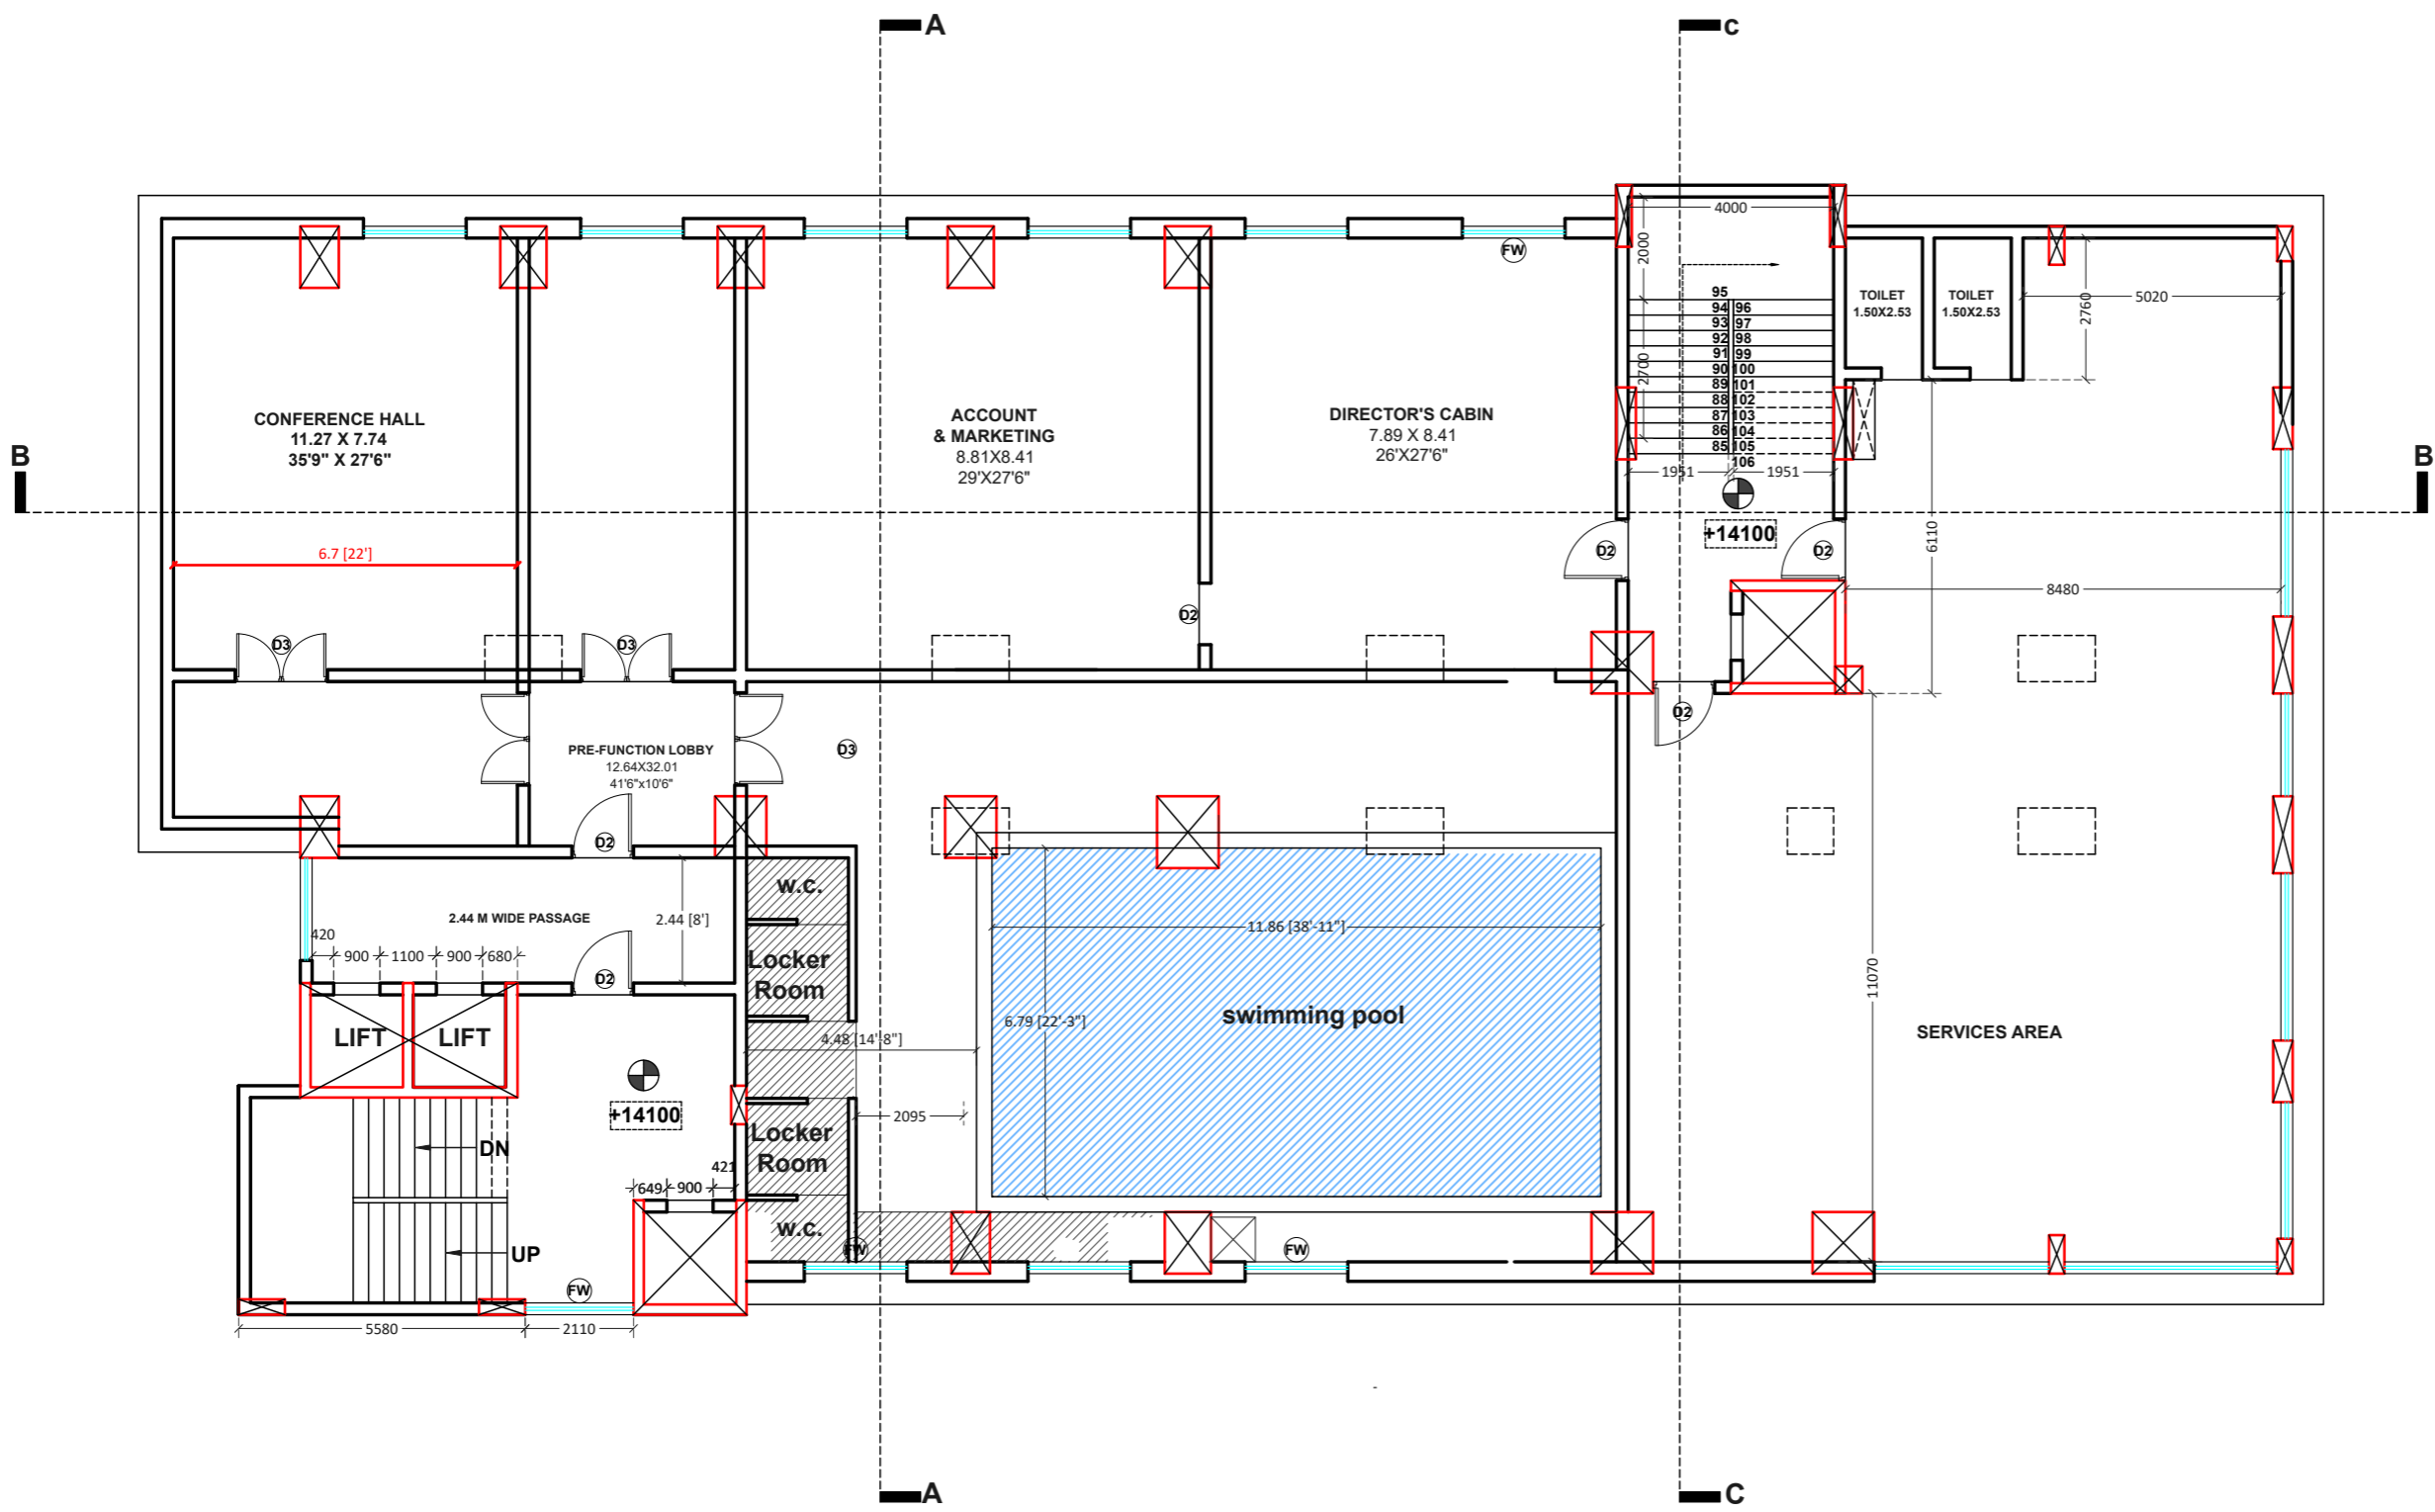 A
c
4000
2000
FW
95
94 96
93 97
92 98
91 99
90 100
89 101
88 102
87 103
86 104
85 105
106
2700
TOILET
1.50X2.53
TOILET
1.50X2.53
2760
5020
CONFERENCE HALL
11.27 X 7.74
35'9" X 27'6"
ACCOUNT
& MARKETING
8.81X8.41
29'X27'6"
DIRECTOR'S CABIN
7.89 X 8.41
26'X27'6"
B
B
1951
1951
+14100
6.7 [22']
D2
D2
6110
8480
D2
D3
D3
D2
PRE-FUNCTION LOBBY
12.64X32.01
41'6"x10'6"
D3
D2
w.c.
2.44 M WIDE PASSAGE
2.44 [8']
420
900
1100
900
680
D2
Locker
Room
11.86 [38'-11"]
11070
LIFT
LIFT
4.48 [14'-8"]
6.79 [22'-3"]
swimming pool
SERVICES AREA
+14100
2095
DN
Locker
Room
421
649
900
w.c.
UP
FW
FW
FW
5580
2110
-
A
C